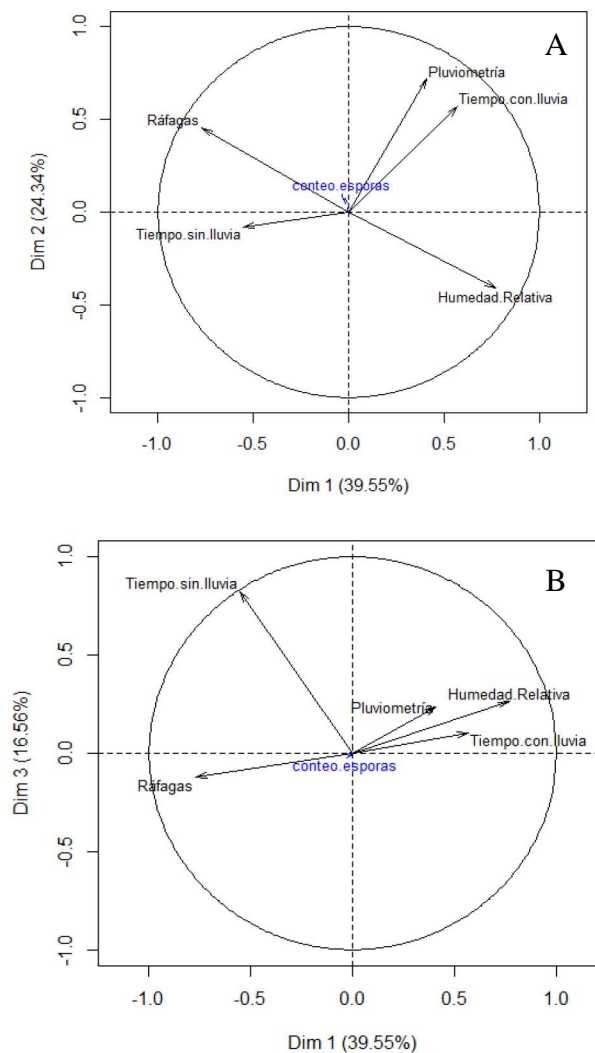 A
1.0
Pluviometría
Tiempo.con.lluvia
Ráfagas
0.5
conteo.esporas
0.0
Tiempo.sin.lluvia
Dim 2 (24.34%)
Humedad.Relativa
-0.5
-1.0
-1.0 -0.5 0.0 0.5 1.0
Dim 1 (39.55%)
B
1.0
Tiempo.sin.lluvia
0.5
Humedad.Relativa
Pluviometría
Tiempo.con.lluvia
0.0
conteo.esporas
Ráfagas
Dim 3 (16.56%)
-0.5
-1.0
-1.0 -0.5 0.0 0.5 1.0
Dim 1 (39.55%)